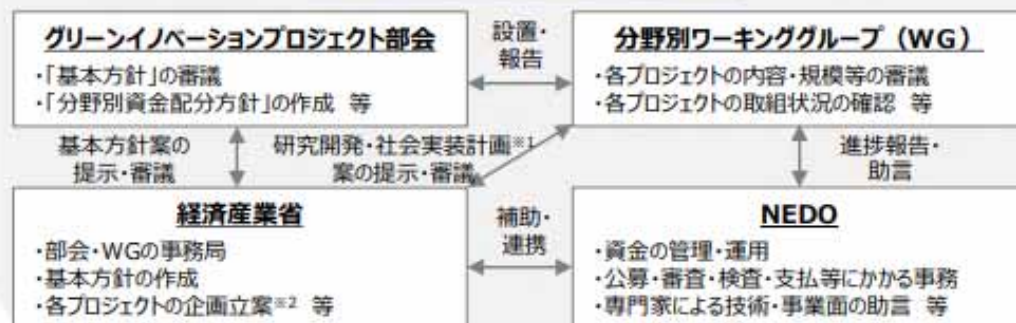 グリーンイノベーションプロジェクト部会
・「基本方針」の審議
・「分野別資金配分方針」の作成 等
設置・
報告
分野別ワーキンググループ（WG）
・各プロジェクトの内容・規模等の審議
・各プロジェクトの取組状況の確認 等
基本方針案の
提示・審議
研究開発・社会実装計画※1
案の提示・審議
進捗報告・
助言
経済産業省
・部会・WGの事務局
・基本方針の作成
・各プロジェクトの企画立案※2 等
補助・
連携
NEDO
・資金の管理・運用
・公募・審査・検査・支払等にかかる事務
・専門家による技術・事業面の助言 等